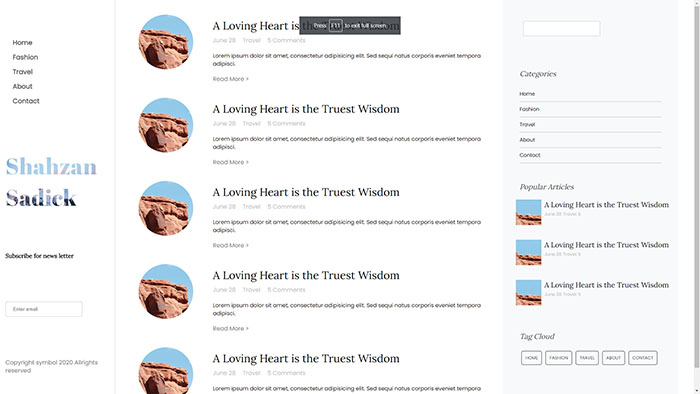 Home
Fashion
Travel
About
Contact
Shahzan
Sadick
Subscribe for news letter
Enter email
Copyright symbol 2020 Allrights
reserved
Press F11 to exit full screen
A Loving Heart is the Truest Wisdom
June 28 Travel 5 Comments
Lorem ipsum dolor sit amet, consectetur adipisicing elit. Sed sequi natus corporis eveniet tempora
adipisci.
Read More >
A Loving Heart is the Truest Wisdom
June 28 Travel 5 Comments
Lorem ipsum dolor sit amet, consectetur adipisicing elit. Sed sequi natus corporis eveniet tempora
adipisci.
Read More >
A Loving Heart is the Truest Wisdom
June 28 Travel 5 Comments
Lorem ipsum dolor sit amet, consectetur adipisicing elit. Sed sequi natus corporis eveniet tempora
adipisci.
Read More >
A Loving Heart is the Truest Wisdom
June 28 Travel 5 Comments
Lorem ipsum dolor sit amet, consectetur adipisicing elit. Sed sequi natus corporis eveniet tempora
adipisci.
Read More >
A Loving Heart is the Truest Wisdom
June 28 Travel 5 Comments
Lorem ipsum dolor sit amet, consectetur adipisicing elit. Sed sequi natus corporis eveniet tempora
Categories
Home
Fashion
Travel
About
Contact
Popular Articles
A Loving Heart is the Truest Wisdom
June 28 Travel 5
A Loving Heart is the Truest Wisdom
June 28 Travel 5
A Loving Heart is the Truest Wisdom
June 28 Travel 5
Tag Cloud
HOME FASHION TRAVEL ABOUT CONTACT